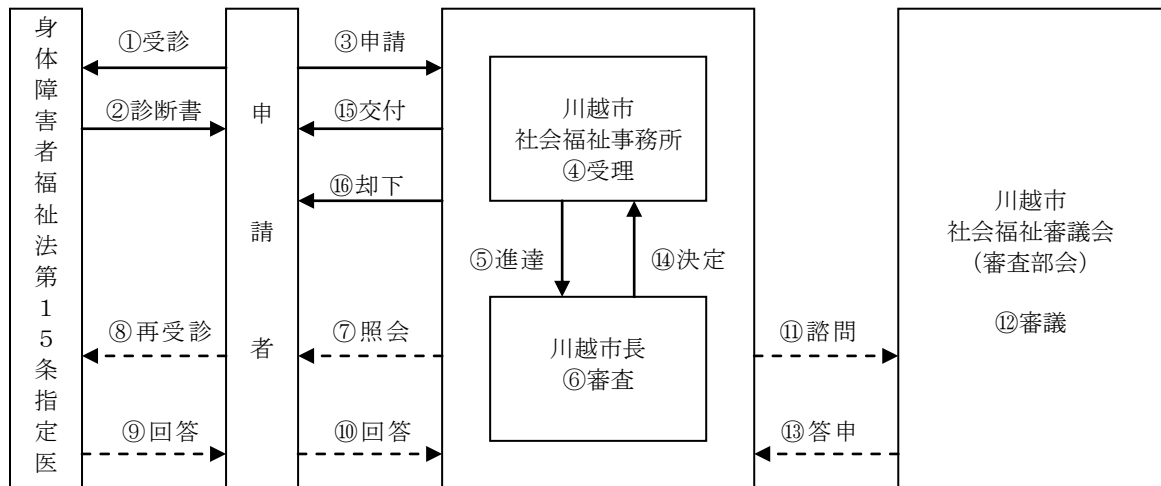 身体障害者福祉法第15条指定医
①受診
②診断書
⑧再受診
⑨回答
申請者
③申請
⑮交付
⑯却下
⑦照会
⑩回答
川越市
社会福祉事務所
④受理
⑤進達
⑭決定
川越市長
⑥審査
⑪諮問
⑬答申
川越市
社会福祉審議会
（審査部会）
⑫審議